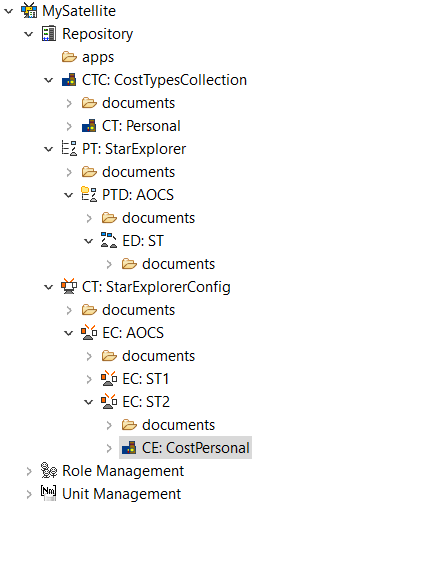 MySatellite
Repository
apps
CTC: CostTypesCollection
documents
CT: Personal
PT: StarExplorer
documents
PTD: AOCS
documents
ED: ST
documents
CT: StarExplorerConfig
documents
EC: AOCS
documents
EC: ST1
EC: ST2
documents
CE: CostPersonal
Role Management
Unit Management